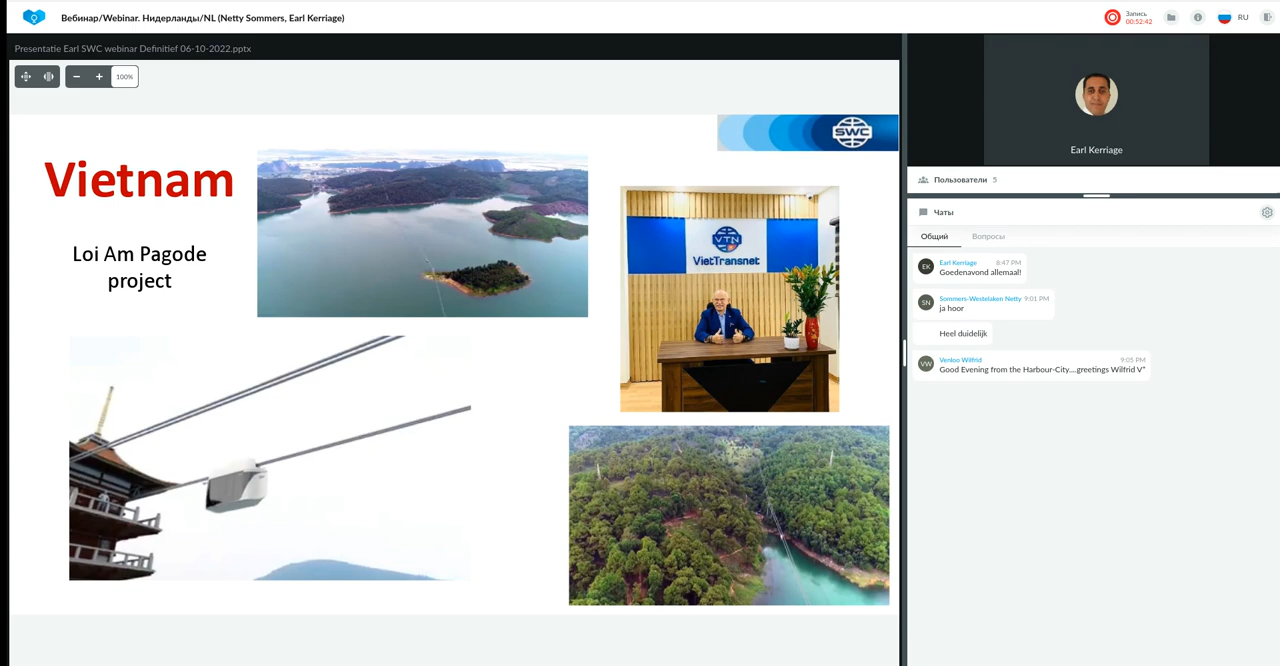 Вебинар/Webinar. Нидерланды/NL (Netty Sommers, Earl Kerriage)
Запись
00:52:42
RU
Presentatie Earl SWC webinar Definitief 06-10-2022.pptx
100%
SWC
Vietnam
Loi Am Pagode
project
VTN
VietTransnet
Earl Kerriage
Пользователи 5
Чаты
Общий Вопросы
EK
Earl Kerriage 8:47 PM
Goedenavond allemaal!
SN
Sommers-Westelaken Netty 9:01 PM
ja hoor
Heel duidelijk
VW
Venloo Wilfrid 9:05 PM
Good Evening from the Harbour-City....greetings Wilfrid V"